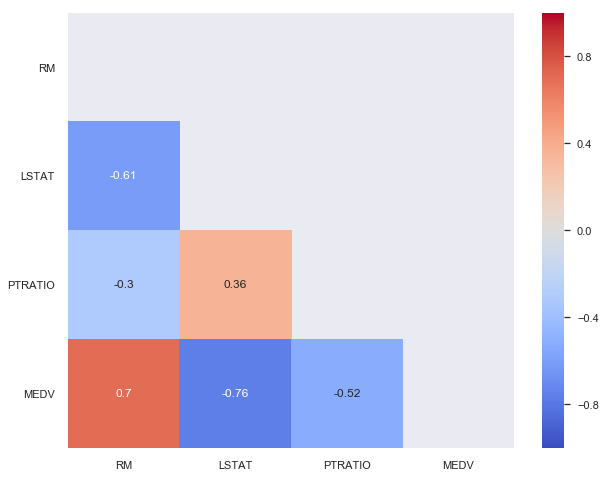 RM
LSTAT
-0.61
PTRATIO
-0.3 0.36
MEDV
0.7 -0.76 -0.52
RM LSTAT PTRATIO MEDV
0.8
0.4
0.0
−0.4
−0.8